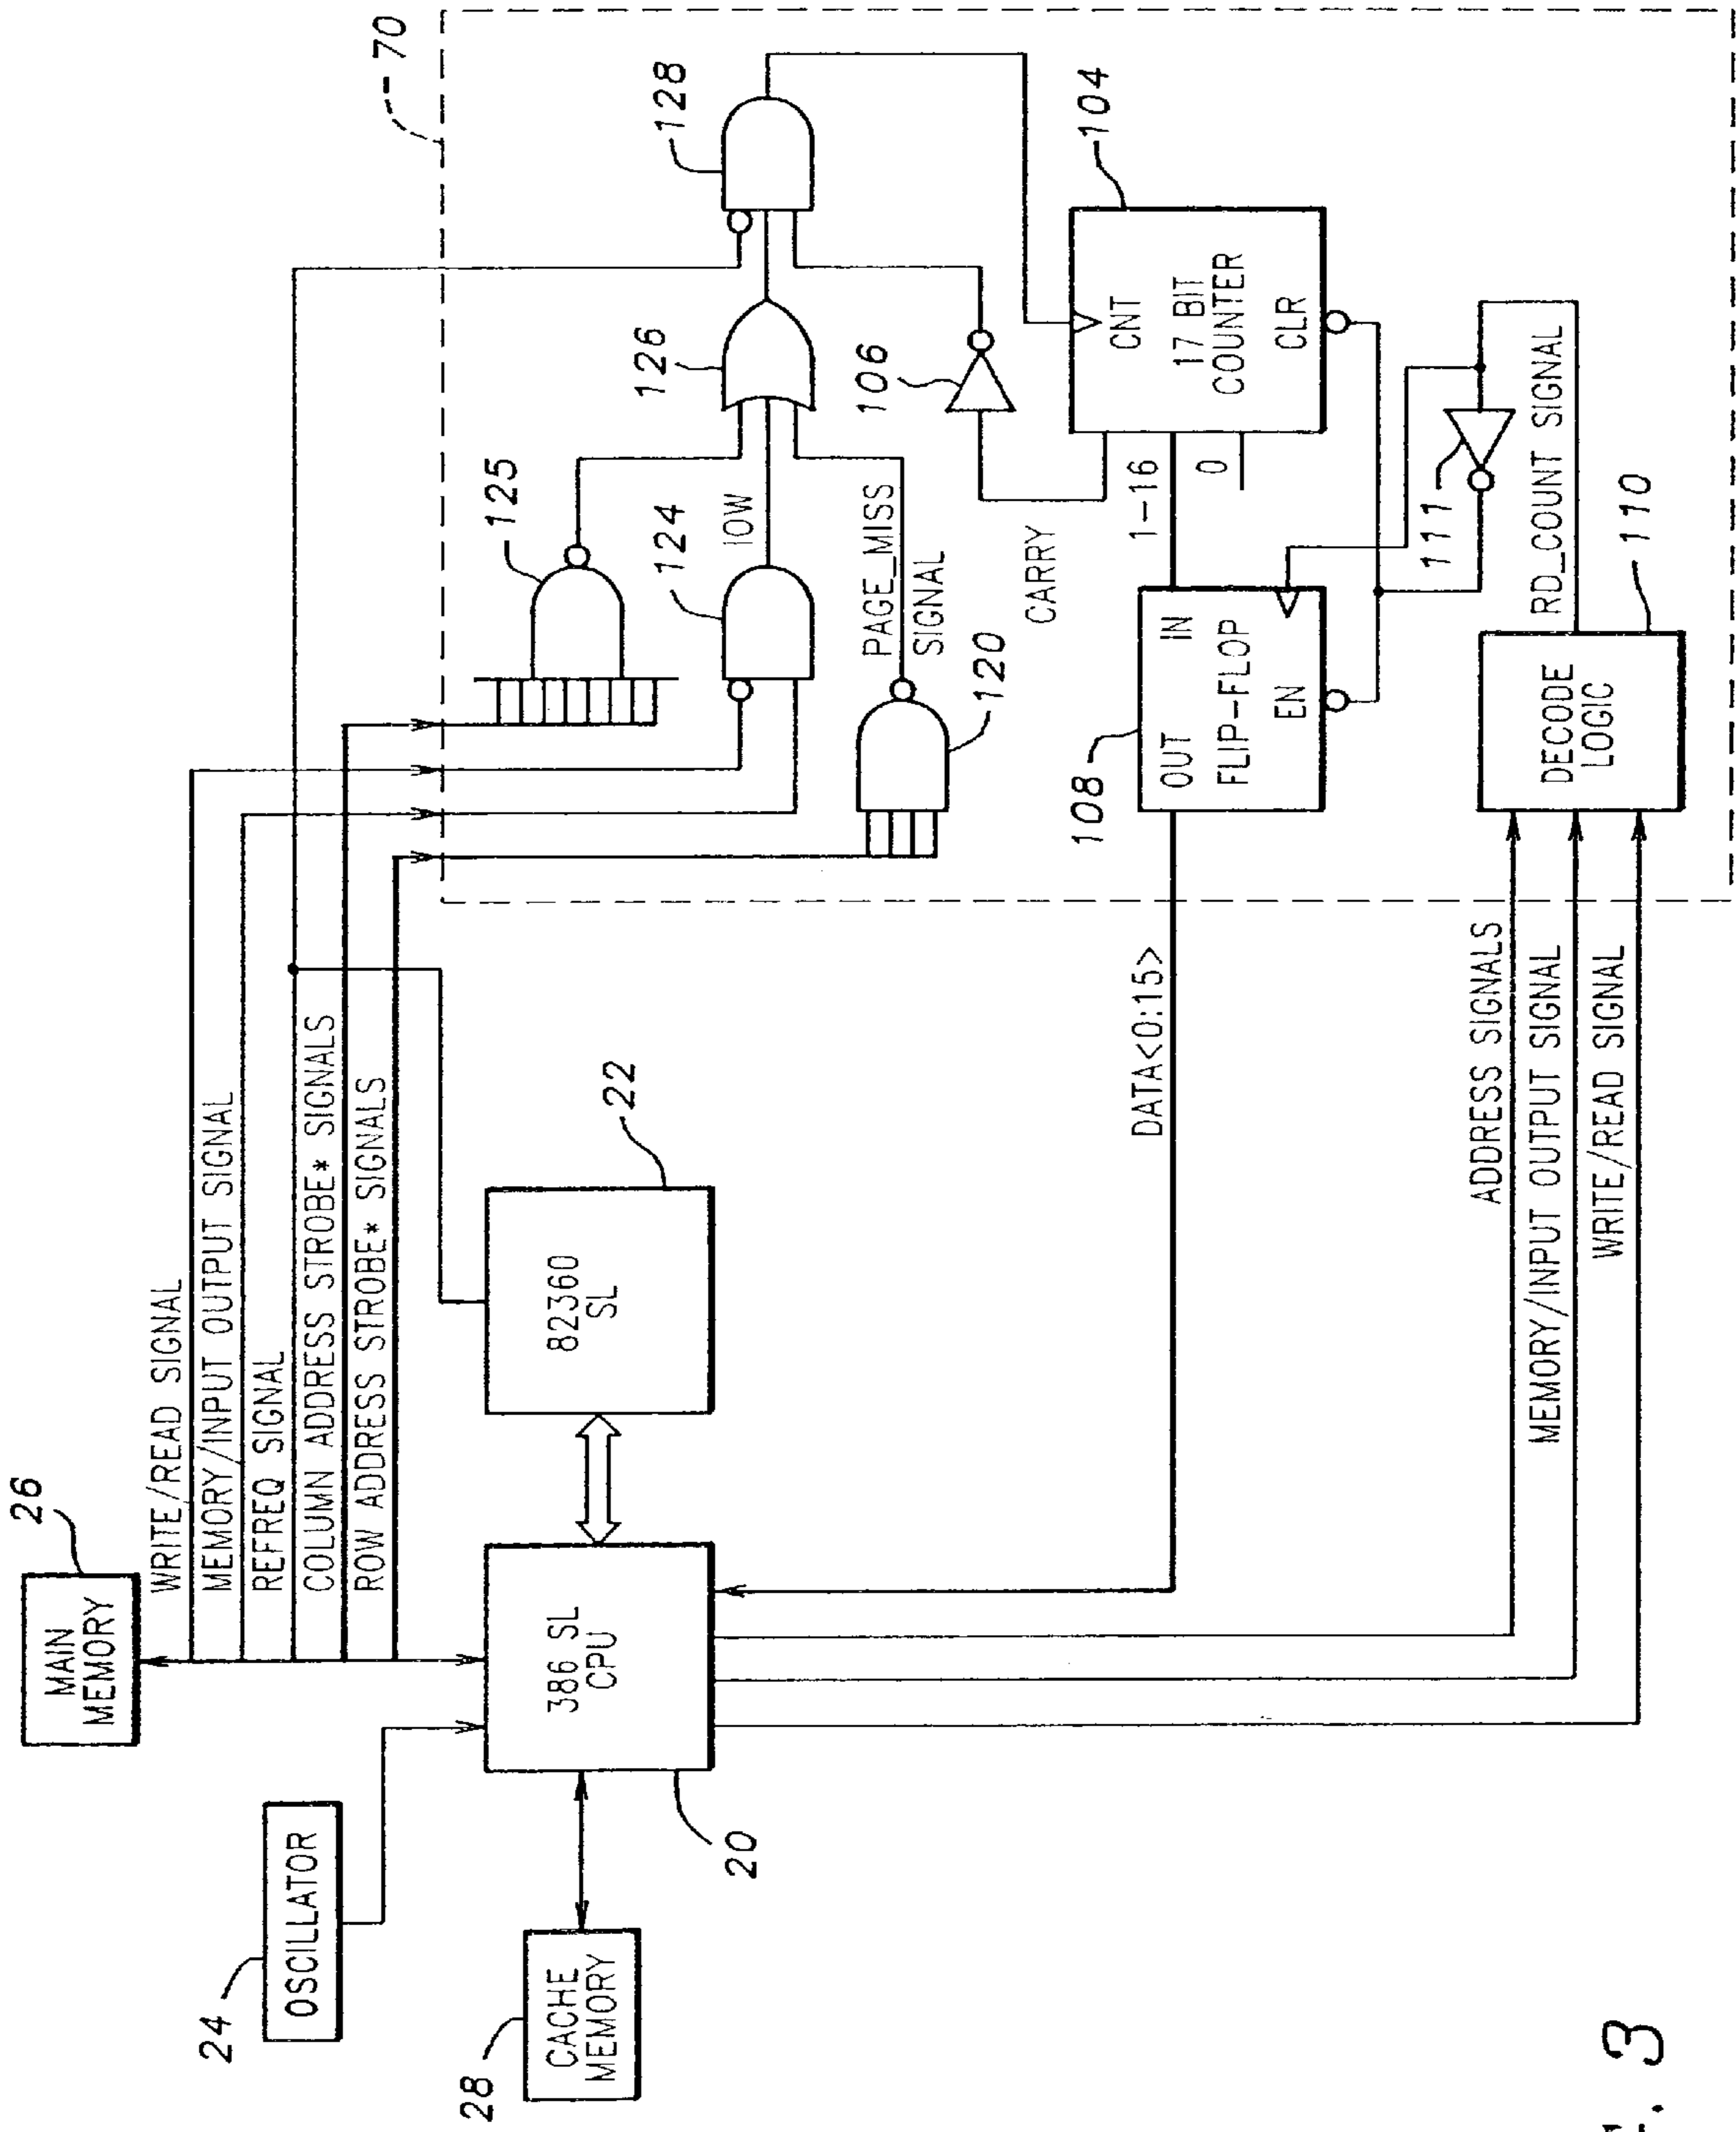 26
MAIN
MEMORY
24
OSCILLATOR
28
CACHE
MEMORY
20
386 SL
CPU
22
82360
SL
WRITE/READ SIGNAL
MEMORY/INPUT OUTPUT SIGNAL
REFREQ SIGNAL
COLUMN ADDRESS STROBE* SIGNALS
ROW ADDRESS STROBE* SIGNALS
70
125
124
IOW
126
128
120
PAGE_MISS
SIGNAL
106
CARRY
104
CNT
17 BIT
COUNTER
CLR
1-16
0
108
OUT IN
FLIP-FLOP
EN
DATA<0:15>
111
RD_COUNT SIGNAL
110
DECODE
LOGIC
ADDRESS SIGNALS
MEMORY/INPUT OUTPUT SIGNAL
WRITE/READ SIGNAL
. 3